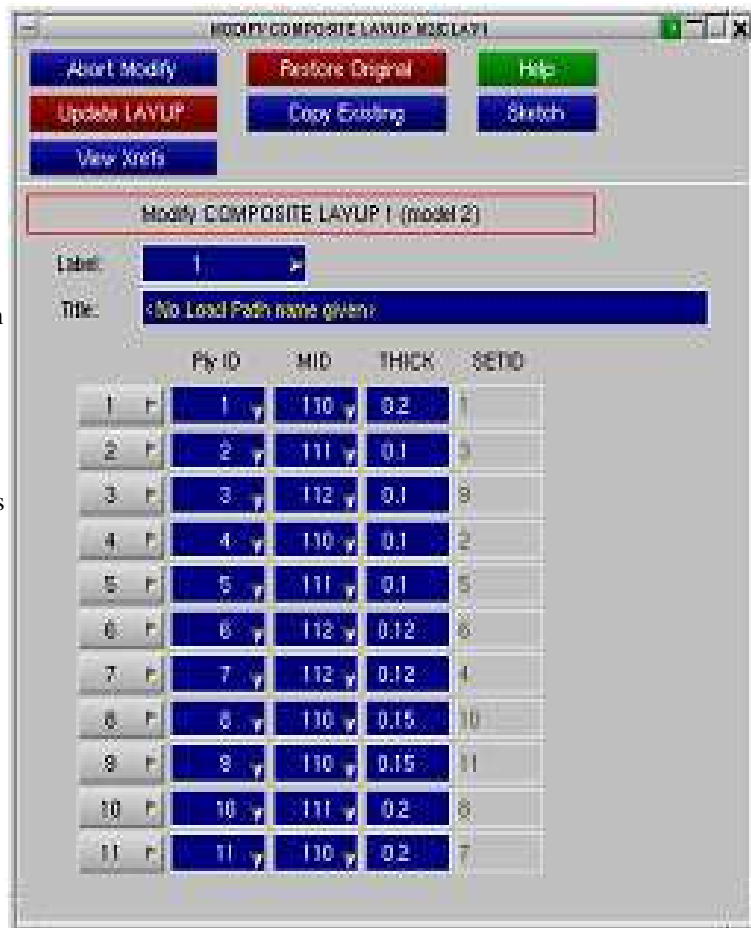 MODIFY COMPOSITE LAYUP M2/CLAY1
Abort Modify Restore Original Help
Update LAYUP Copy Existing Sketch
View Xrefs
Modify COMPOSITE LAYUP 1 (model 2)
Label: 1
Title: <No Load Path name given>
Ply ID MID THICK SETID
1 1 110 0.2 1
2 2 111 0.1 3
3 3 112 0.1 9
4 4 110 0.1 2
5 5 111 0.1 5
6 6 112 0.12 6
7 7 112 0.12 4
8 8 110 0.15 10
9 9 110 0.15 11
10 10 111 0.2 8
11 11 110 0.2 7
s